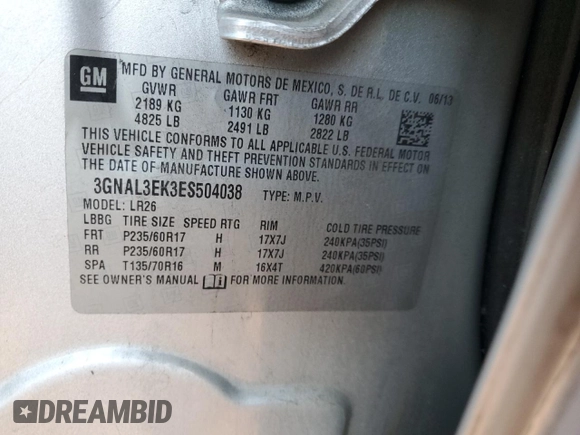 GM MFD BY GENERAL MOTORS DE MEXICO, S. DE R.L. DE C.V. 06/13
GVWR GAWR FRT GAWR RR
2189 KG 1130 KG 1280 KG
4825 LB 2491 LB 2822 LB
THIS VEHICLE CONFORMS TO ALL APPLICABLE U.S. FEDERAL MOTOR
VEHICLE SAFETY AND THEFT PREVENTION STANDARDS IN EFFECT ON
THE DATE OF MANUFACTURE SHOWN ABOVE.
3GNAL3EK3ES504038 TYPE: M.P.V.
MODEL: LR26
LBBG TIRE SIZE SPEED RTG RIM COLD TIRE PRESSURE
FRT P235/60R17 H 17X7J 240KPA(35PSI)
RR P235/60R17 H 17X7J 240KPA(35PSI)
SPA T135/70R16 M 16X4T 420KPA(60PSI)
SEE OWNER'S MANUAL FOR MORE INFORMATION.
DREAMBID